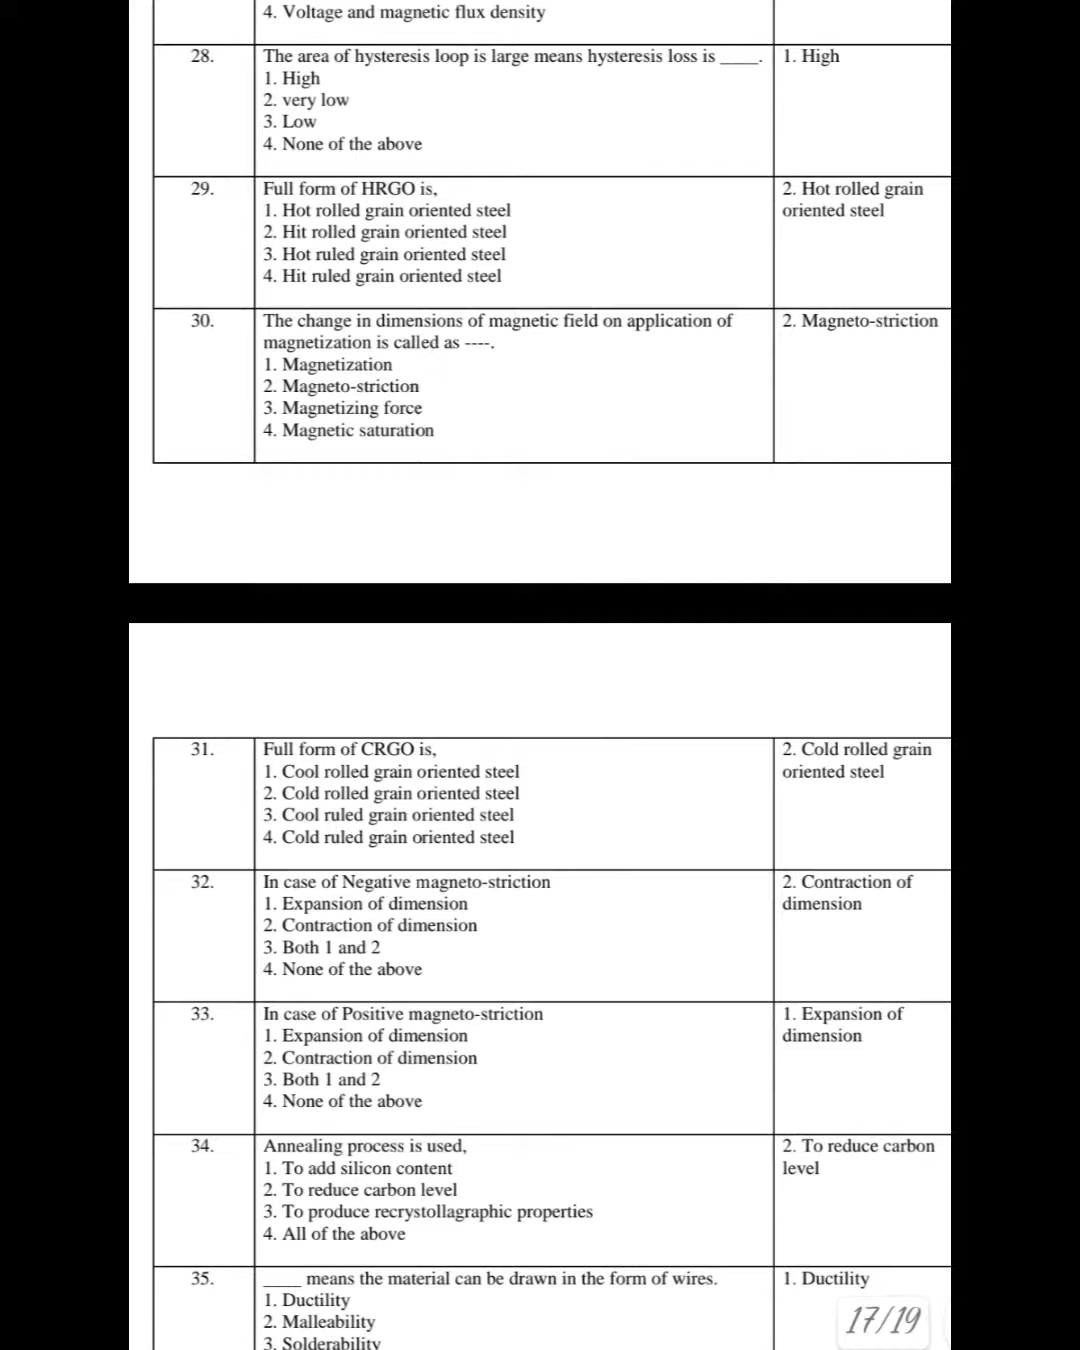 4. Voltage and magnetic flux density
28. The area of hysteresis loop is large means hysteresis loss is ____. 1. High
1. High
2. very low
3. Low
4. None of the above
29. Full form of HRGO is, 2. Hot rolled grain
1. Hot rolled grain oriented steel oriented steel
2. Hit rolled grain oriented steel
3. Hot ruled grain oriented steel
4. Hit ruled grain oriented steel
30. The change in dimensions of magnetic field on application of 2. Magneto-striction
magnetization is called as ----.
1. Magnetization
2. Magneto-striction
3. Magnetizing force
4. Magnetic saturation
31. Full form of CRGO is, 2. Cold rolled grain
1. Cool rolled grain oriented steel oriented steel
2. Cold rolled grain oriented steel
3. Cool ruled grain oriented steel
4. Cold ruled grain oriented steel
32. In case of Negative magneto-striction 2. Contraction of
1. Expansion of dimension dimension
2. Contraction of dimension
3. Both 1 and 2
4. None of the above
33. In case of Positive magneto-striction 1. Expansion of
1. Expansion of dimension dimension
2. Contraction of dimension
3. Both 1 and 2
4. None of the above
34. Annealing process is used, 2. To reduce carbon
1. To add silicon content level
2. To reduce carbon level
3. To produce recrystollagraphic properties
4. All of the above
35. ____ means the material can be drawn in the form of wires. 1. Ductility
1. Ductility
2. Malleability
3. Solderability
17/19